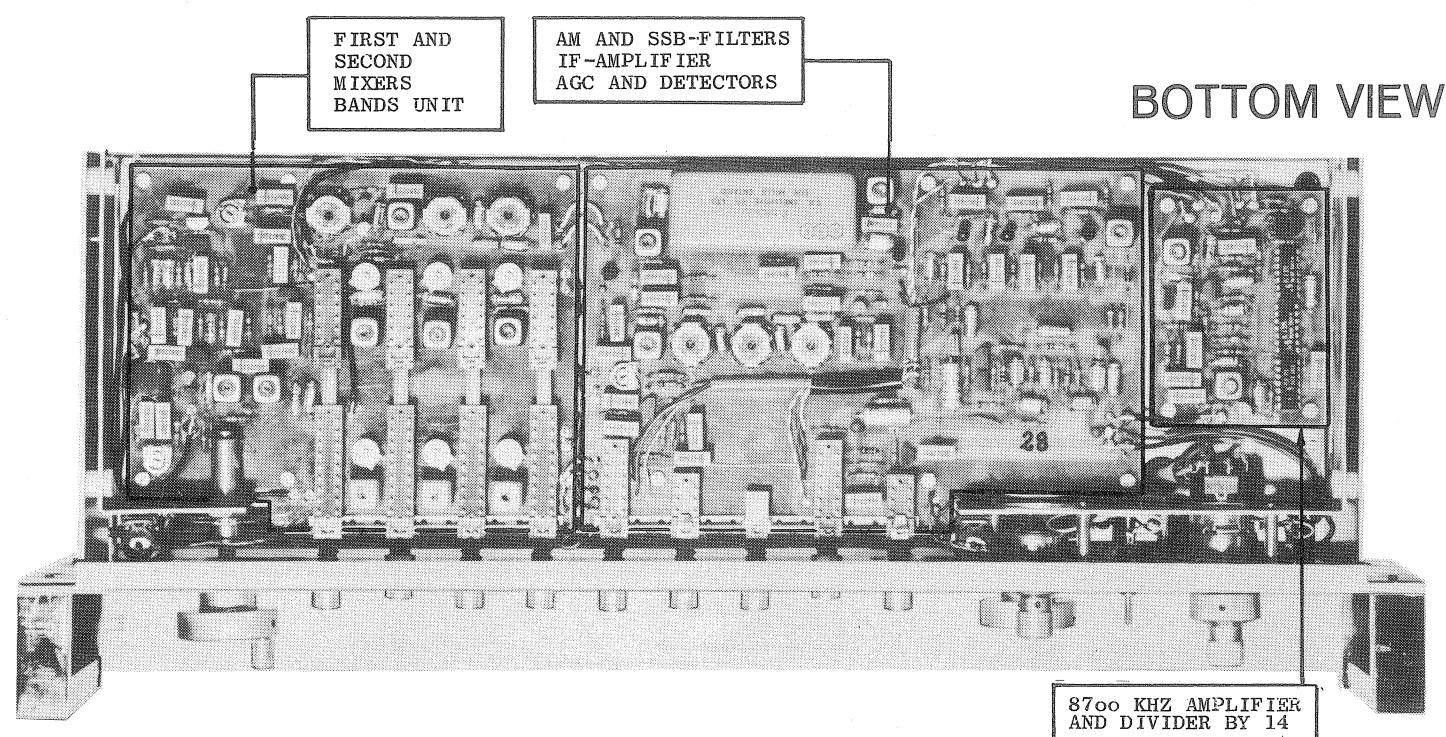 FIRST AND
SECOND
MIXERS
BANDS UNIT
AM AND SSB-FILTERS
IF-AMPLIFIER
AGC AND DETECTORS
BOTTOM VIEW
28
8700 KHZ AMPLIFIER
AND DIVIDER BY 14